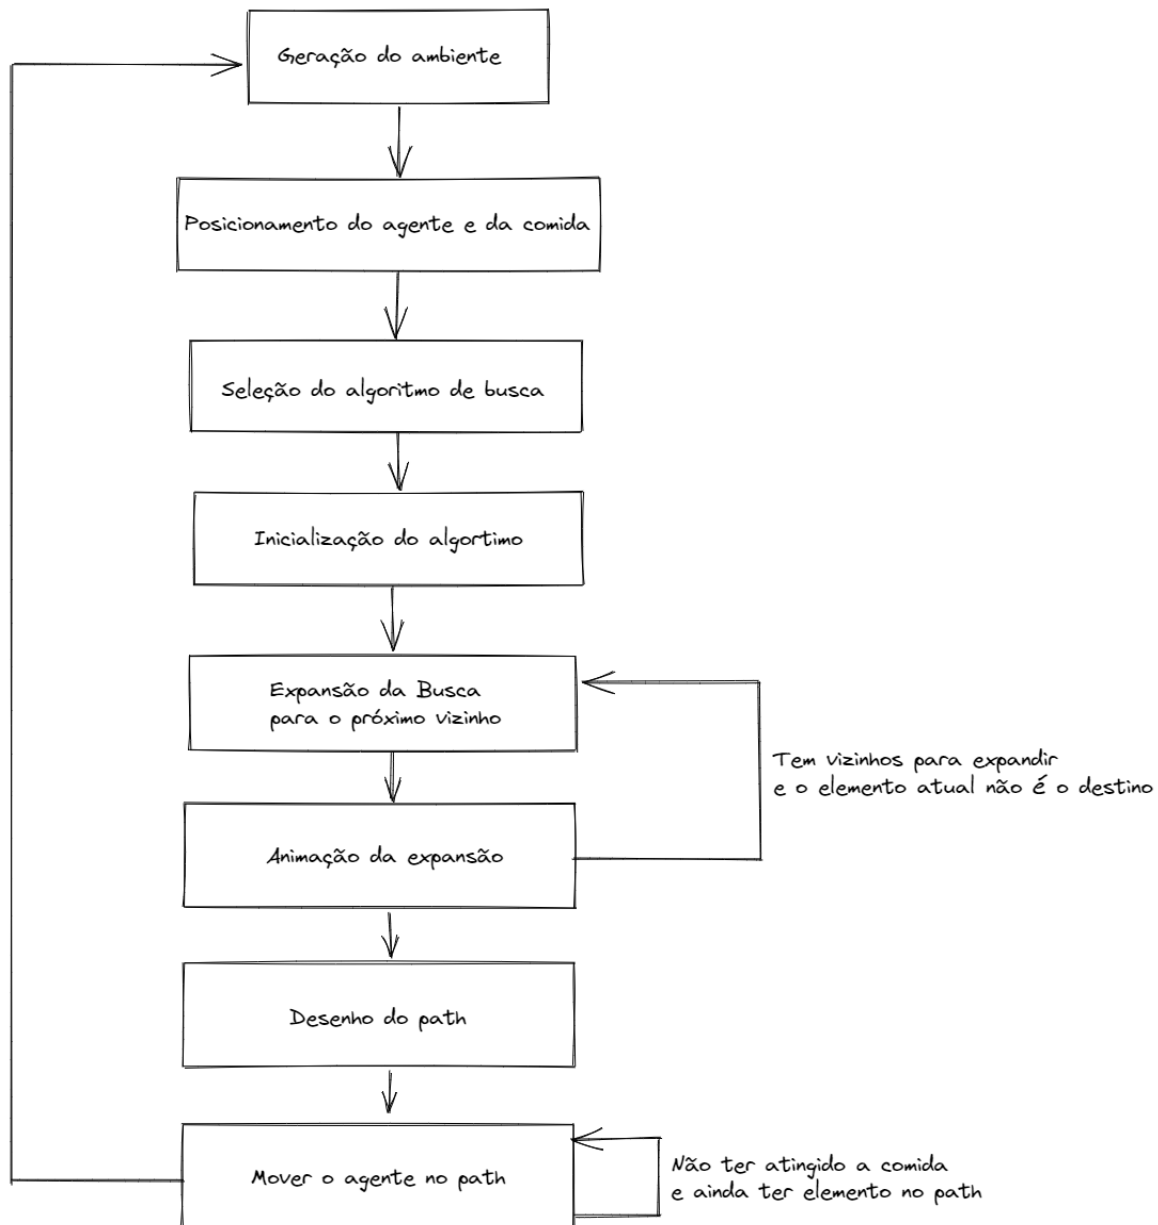 Geração do ambiente
Posicionamento do agente e da comida
Seleção do algoritmo de busca
Inicialização do algortimo
Expansão da Busca
para o próximo vizinho
Tem vizinhos para expandir
e o elemento atual não é o destino
Animação da expansão
Desenho do path
Mover o agente no path
Não ter atingido a comida
e ainda ter elemento no path